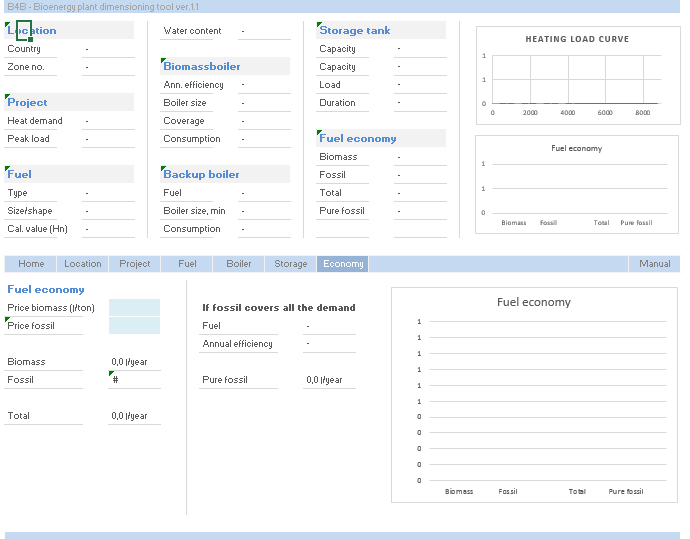 B4B - Bioenergy plant dimensioning tool ver.1.1
Location
Country -
Zone no. -
Project
Heat demand -
Peak load -
Fuel
Type -
Size/shape -
Cal. value (Hn) -
Water content -
Biomassboiler
Ann. efficiency -
Boiler size -
Coverage -
Consumption -
Backup boiler
Fuel -
Boiler size, min -
Consumption -
Storage tank
Capacity -
Capacity -
Load -
Duration -
Fuel economy
Biomass -
Fossil -
Total -
Pure fossil -
HEATING LOAD CURVE
1
1
0
0 2000 4000 6000 8000
Fuel economy
1
1
0
Biomass Fossil Total Pure fossil
Home Location Project Fuel Boiler Storage Economy Manual
Fuel economy
Price biomass (/ton)
Price fossil
Biomass 0,0 /year
Fossil #
Total 0,0 /year
If fossil covers all the demand
Fuel -
Annual efficiency -
Pure fossil 0,0 /year
Fuel economy
1
1
1
1
1
1
0
0
0
0
0
Biomass Fossil Total Pure fossil